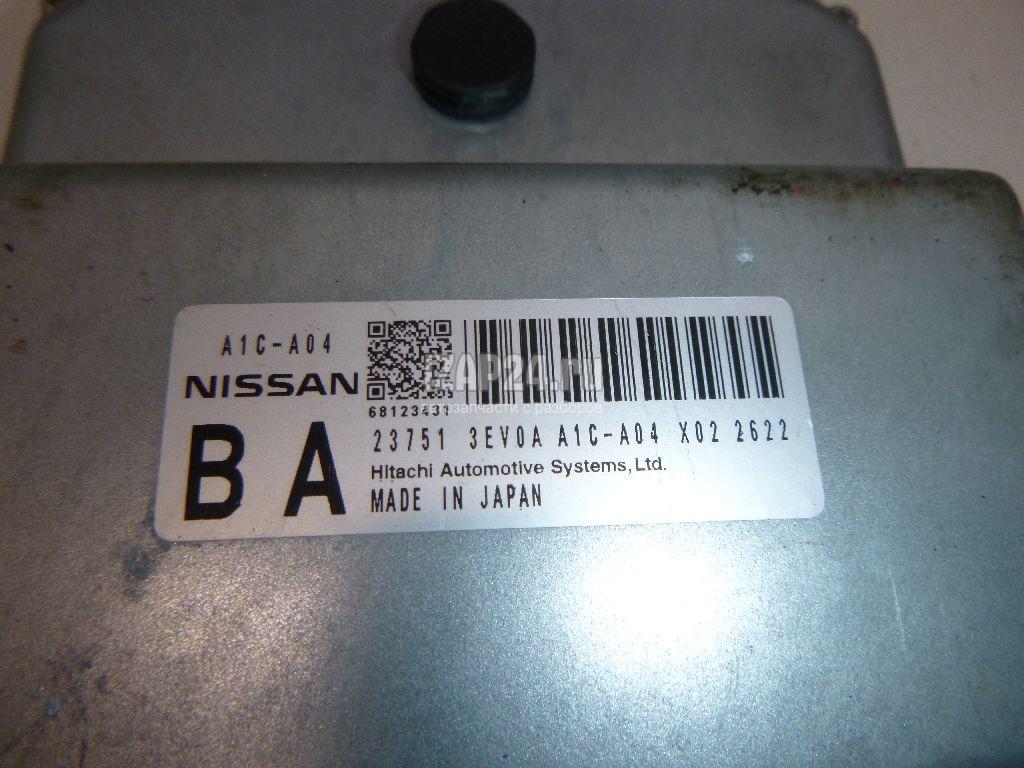 A1C-A04
NISSAN
BA
68123431
23751 3EV0A A1C-A04 X02 2622
Hitachi Automotive Systems, Ltd.
MADE IN JAPAN
ZAP24.ru
автозапчасти с разборов